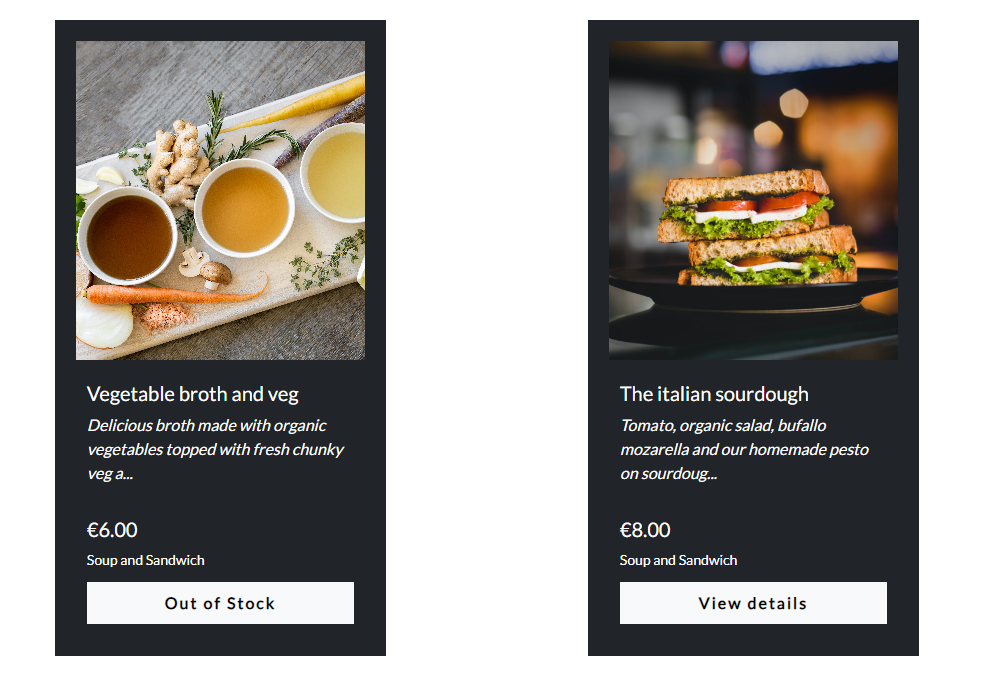 Vegetable broth and veg
Delicious broth made with organic
vegetables topped with fresh chunky
veg a...
€6.00
Soup and Sandwich
Out of Stock
The italian sourdough
Tomato, organic salad, bufallo
mozarella and our homemade pesto
on sourdoug...
€8.00
Soup and Sandwich
View details